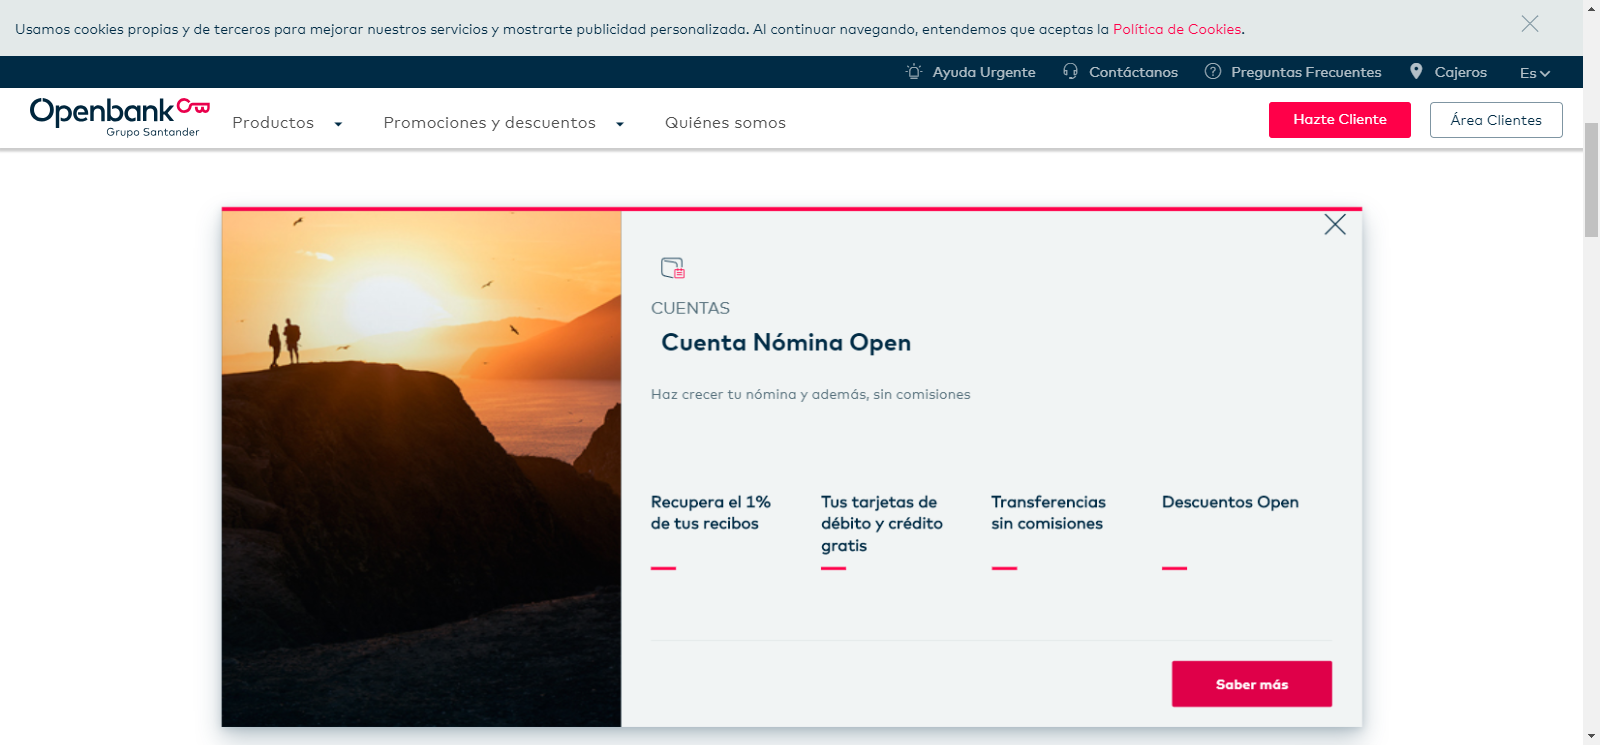 Usamos cookies propias y de terceros para mejorar nuestros servicios y mostrarte publicidad personalizada. Al continuar navegando, entendemos que aceptas la Política de Cookies.
Ayuda Urgente
Contáctanos
Preguntas Frecuentes
Cajeros
Es
Openbank
Grupo Santander
Productos
Promociones y descuentos
Quiénes somos
Hazte Cliente
Área Clientes
CUENTAS
Cuenta Nómina Open
Haz crecer tu nómina y además, sin comisiones
Recupera el 1%
de tus recibos
Tus tarjetas de
débito y crédito
gratis
Transferencias
sin comisiones
Descuentos Open
Saber más